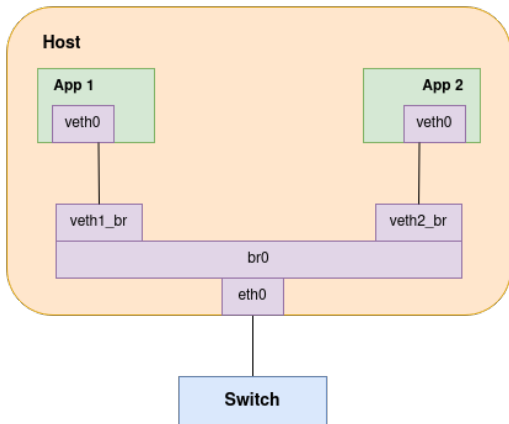 Host
App 1
App 2
veth0
veth0
veth1_br
veth2_br
br0
eth0
Switch